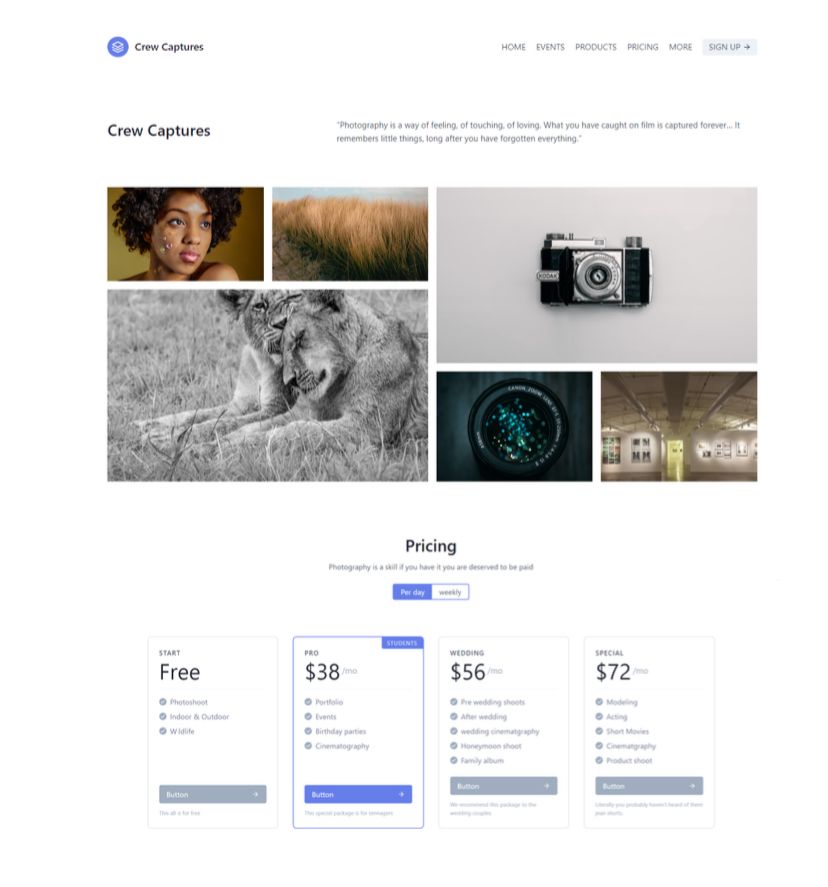 Crew Captures
HOME EVENTS PRODUCTS PRICING MORE SIGN UP →
Crew Captures
"Photography is a way of feeling, of touching, of loving. What you have caught on film is captured forever... It
remembers little things, long after you have forgotten everything."
KODAK
CANON ZOOM LENS
Pricing
Photography is a skill if you have it you are deserved to be paid
Per day weekly
START
Free
Photoshoot
Indoor & Outdoor
Wildlife
Button →
This all is for free
STUDENTS
PRO
$38 /mo
Portfolio
Events
Birthday parties
Cinematography
Button →
This special package is for teenagers
WEDDING
$56 /mo
Pre wedding shoots
After wedding
wedding cinematgraphy
Honeymoon shoot
Family album
Button →
We recommend this package to the
wedding couples
SPECIAL
$72 /mo
Modeling
Acting
Short Movies
Cinematgraphy
Product shoot
Button →
Literally you probably haven't heard of them
jean shorts.